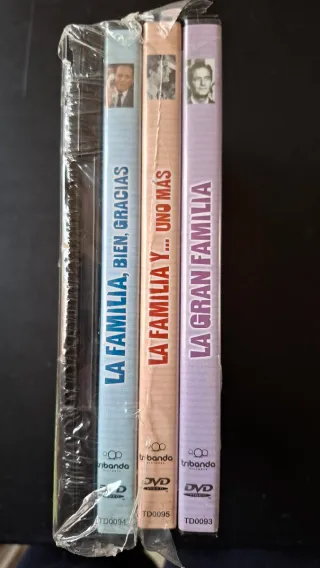 LA FAMILIA, BIEN, GRACIAS
tribanda
DVD
TD0094
LA FAMILIA Y... UNO MÁS
tribanda
DVD
TD0095
LA GRAN FAMILIA
tribanda
DVD
TD0093